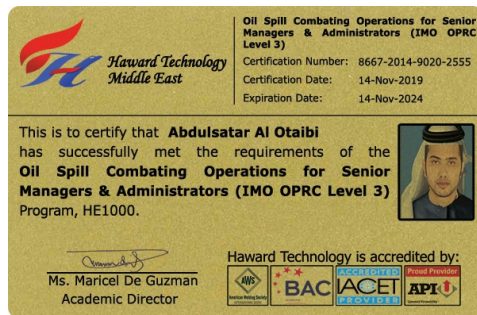 Haward Technology
Middle East
Oil Spill Combating Operations for Senior
Managers & Administrators (IMO OPRC
Level 3)
Certification Number: 8667-2014-9020-2555
Certification Date: 14-Nov-2019
Expiration Date: 14-Nov-2024
This is to certify that Abdulsatar Al Otaibi
has successfully met the requirements of the
Oil Spill Combating Operations for Senior
Managers & Administrators (IMO OPRC Level 3)
Program, HE1000.
Ms. Maricel De Guzman
Academic Director
Haward Technology is accredited by:
AWS
American Welding Society
BAC
ACCREDITED
IACET
PROVIDER
Proud Provider
API